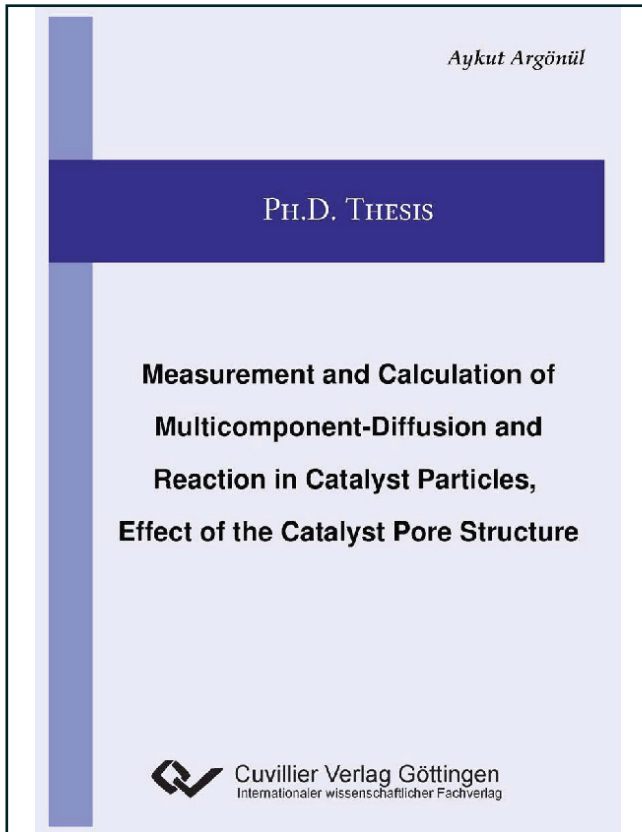 Aykut Argönül
PH.D. THESIS
Measurement and Calculation of
Multicomponent-Diffusion and
Reaction in Catalyst Particles,
Effect of the Catalyst Pore Structure
Cuvillier Verlag Göttingen
Internationaler wissenschaftlicher Fachverlag